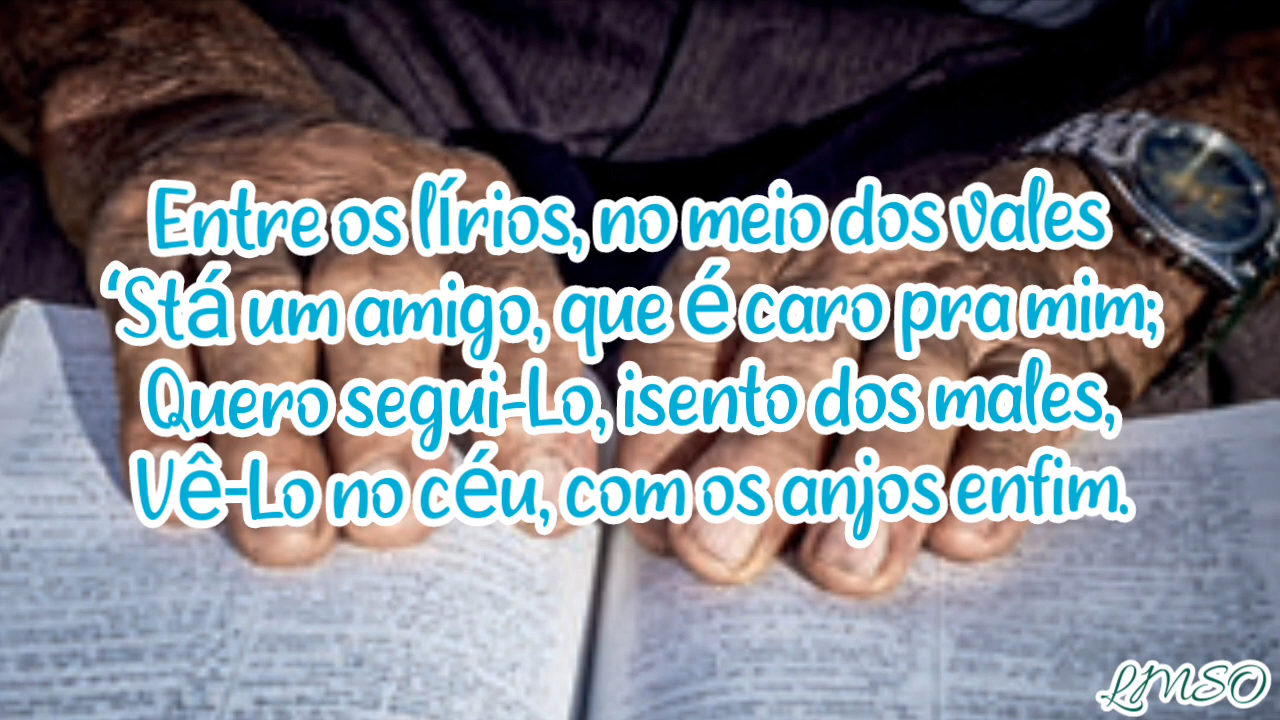 Entre os lírios, no meio dos vales
‘Stá um amigo, que é caro pra mim;
Quero segui-Lo, isento dos males,
Vê-Lo no céu, com os anjos enfim.
LMSO